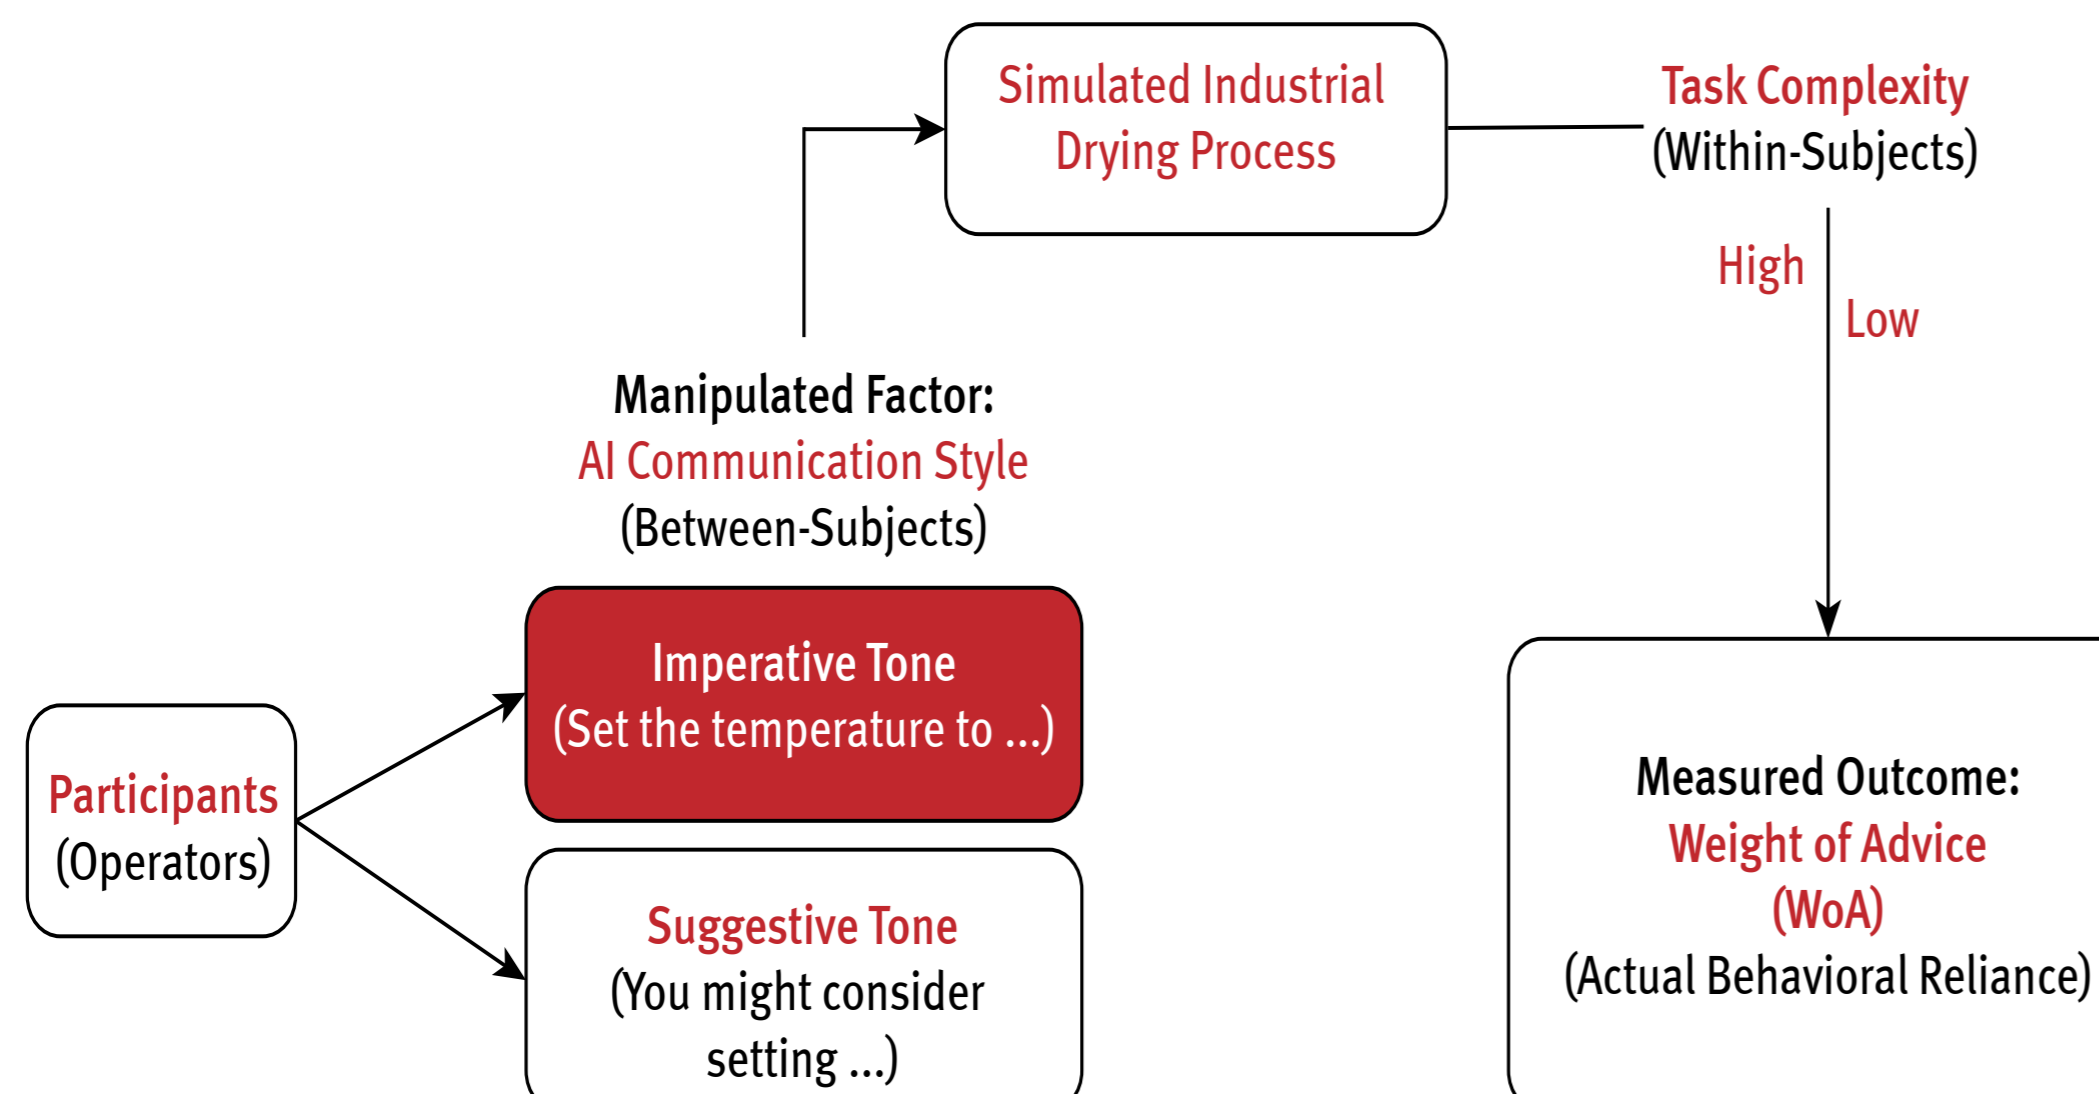 Simulated Industrial
Drying Process
Task Complexity
(Within-Subjects)
High
Low
Manipulated Factor:
AI Communication Style
(Between-Subjects)
Imperative Tone
(Set the temperature to ...)
Participants
(Operators)
Suggestive Tone
(You might consider
setting ...)
Measured Outcome:
Weight of Advice
(WoA)
(Actual Behavioral Reliance)